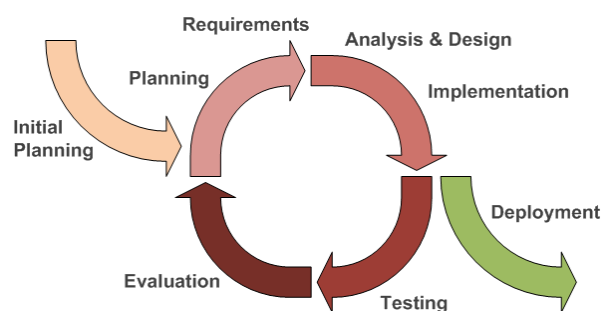 Requirements
Analysis & Design
Planning
Implementation
Initial
Planning
Deployment
Evaluation
Testing